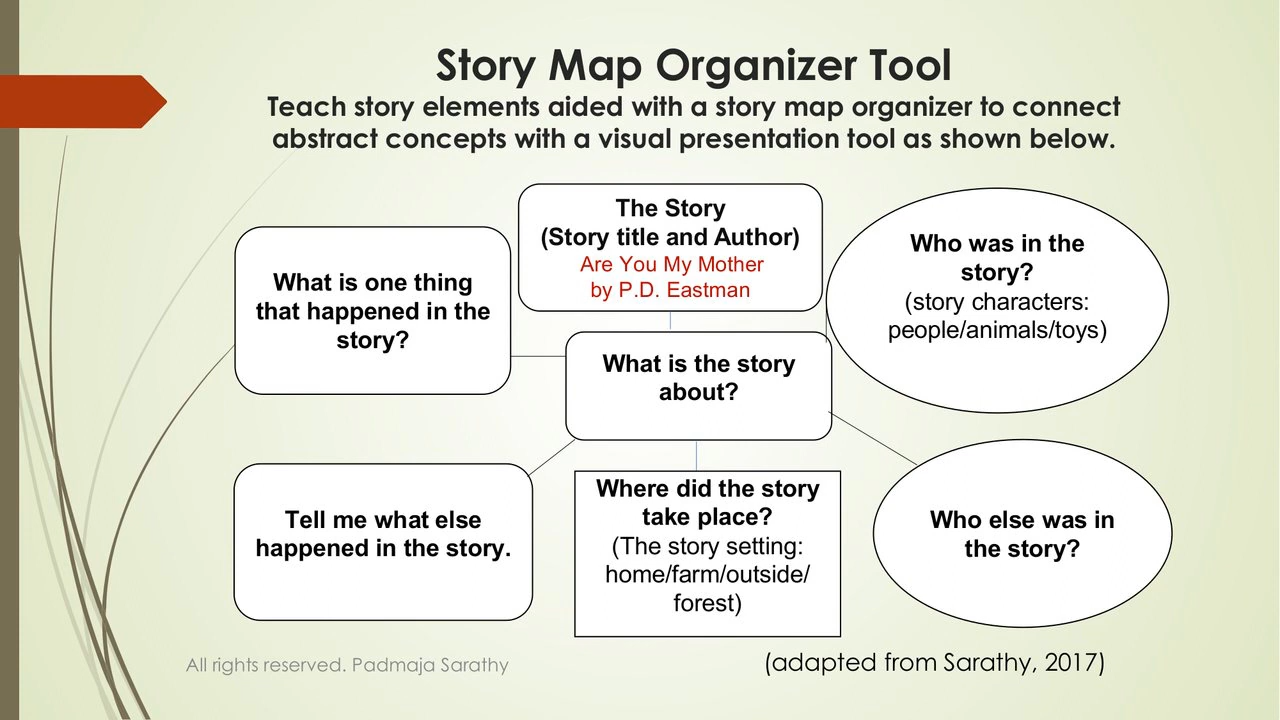 Story Map Organizer Tool
Teach story elements aided with a story map organizer to connect
abstract concepts with a visual presentation tool as shown below.
The Story
(Story title and Author)
Are You My Mother
by P.D. Eastman
What is one thing
that happened in the
story?
Who was in the
story?
(story characters:
people/animals/toys)
What is the story
about?
Tell me what else
happened in the story.
Where did the story
take place?
(The story setting:
home/farm/outside/
forest)
Who else was in
the story?
All rights reserved. Padmaja Sarathy
(adapted from Sarathy, 2017)